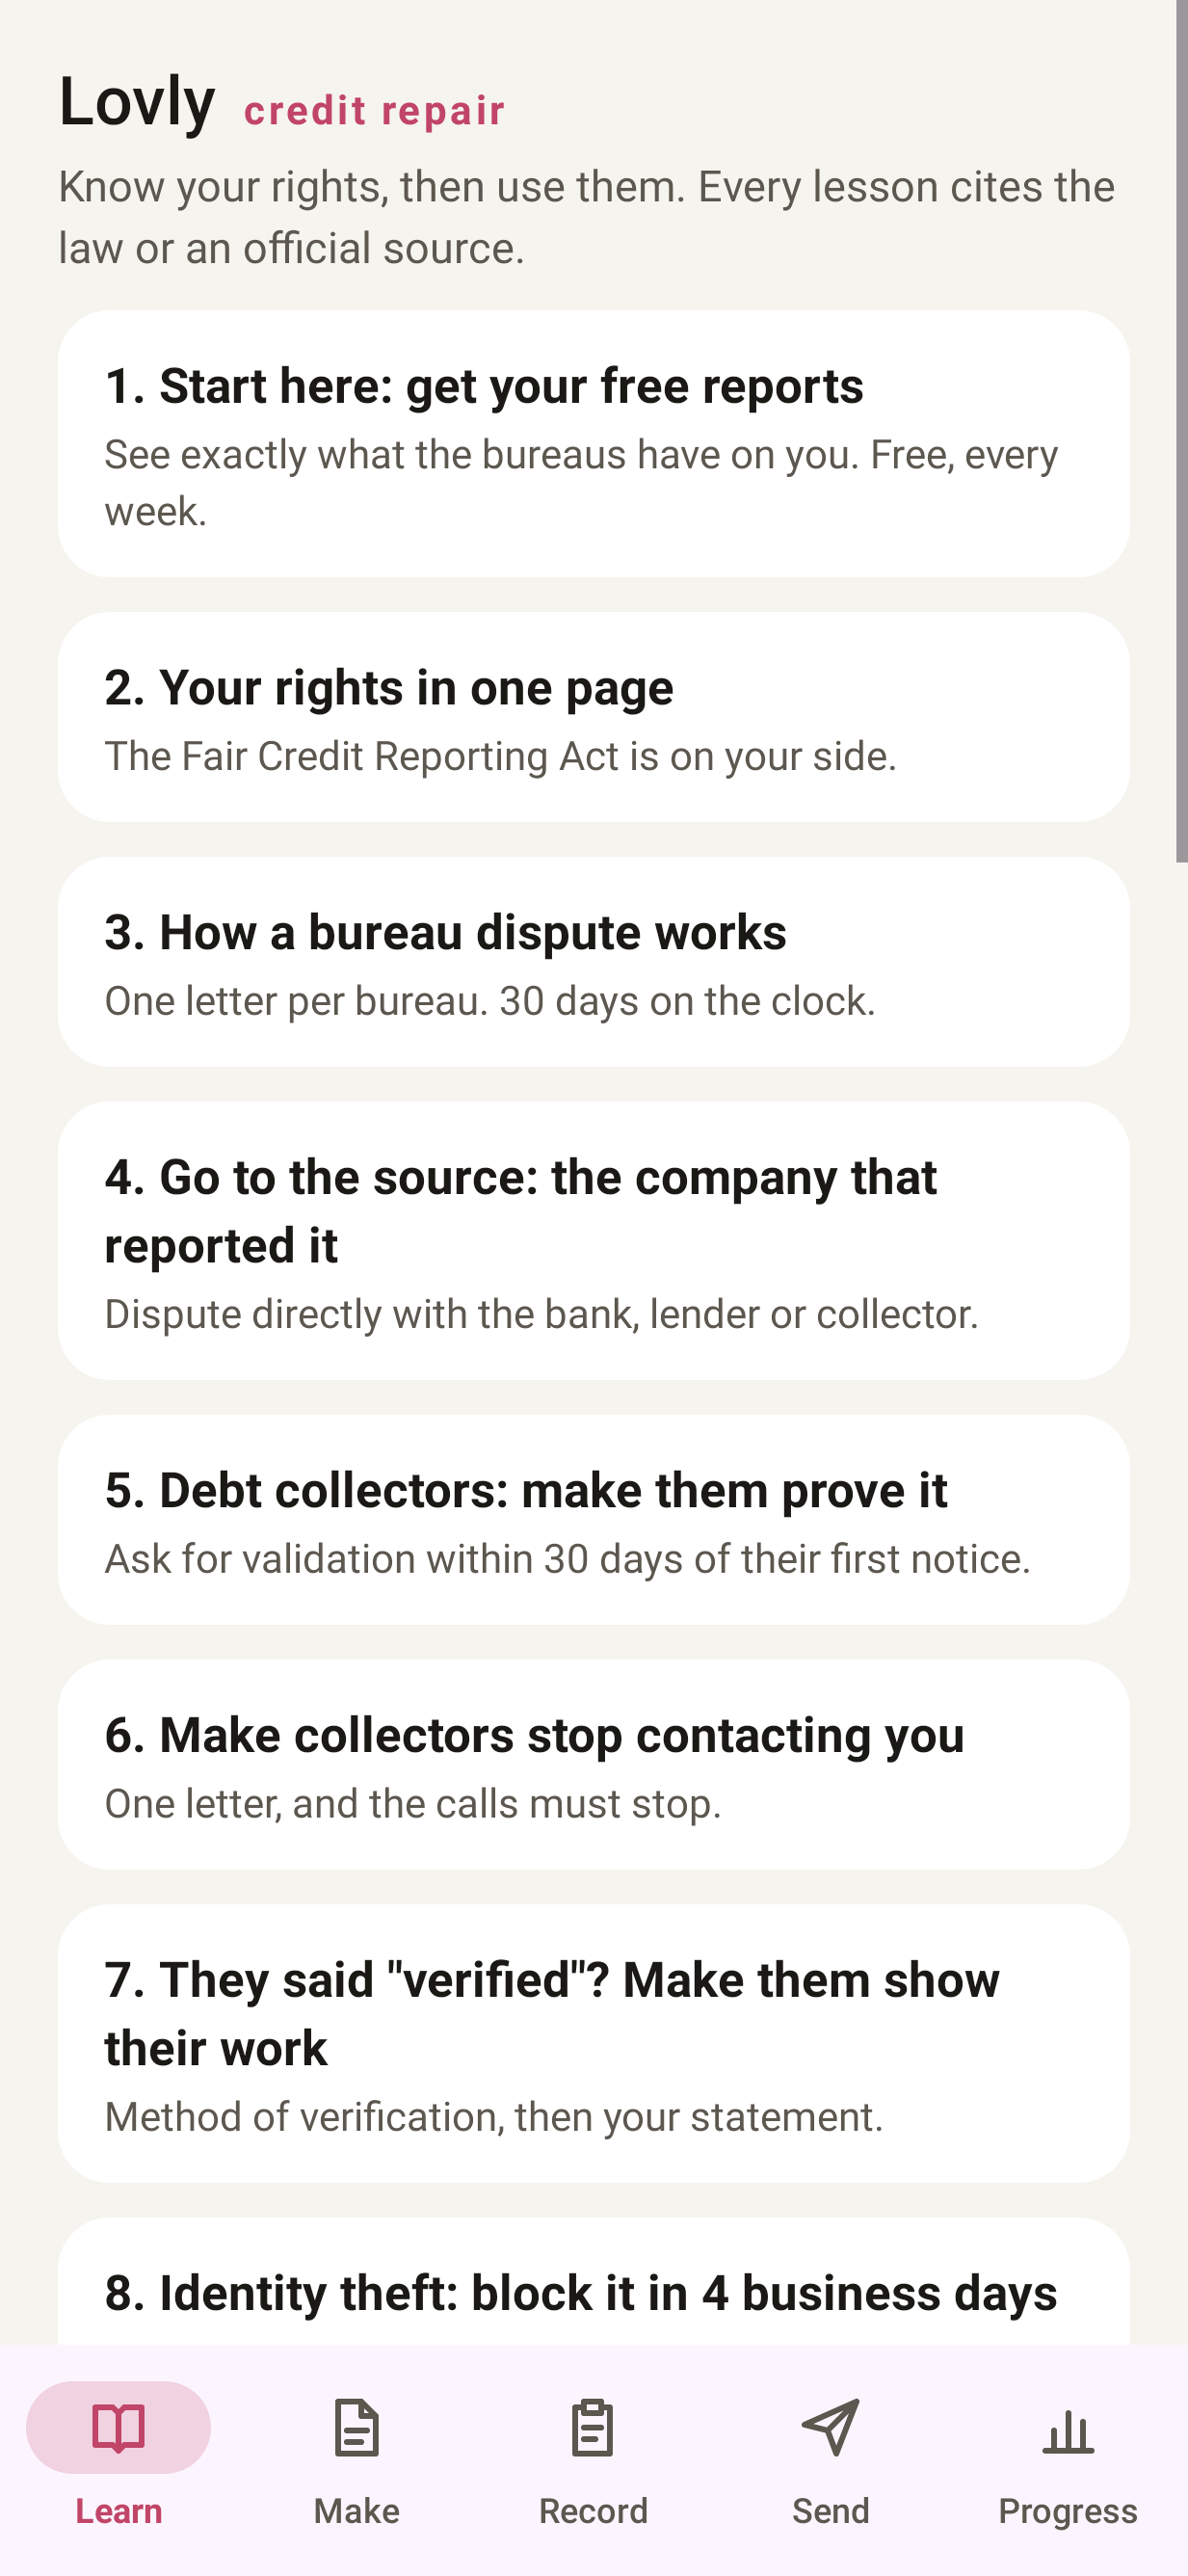 Lovly credit repair
Know your rights, then use them. Every lesson cites the
law or an official source.
1. Start here: get your free reports
See exactly what the bureaus have on you. Free, every
week.
2. Your rights in one page
The Fair Credit Reporting Act is on your side.
3. How a bureau dispute works
One letter per bureau. 30 days on the clock.
4. Go to the source: the company that
reported it
Dispute directly with the bank, lender or collector.
5. Debt collectors: make them prove it
Ask for validation within 30 days of their first notice.
6. Make collectors stop contacting you
One letter, and the calls must stop.
7. They said "verified"? Make them show
their work
Method of verification, then your statement.
8. Identity theft: block it in 4 business days
Learn Make Record Send Progress